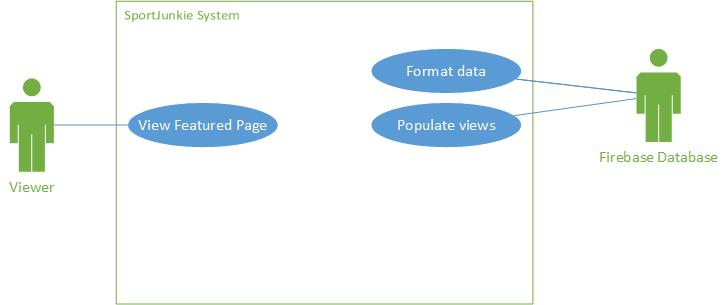 SportJunkie System
Format data
View Featured Page
Populate views
Viewer
Firebase Database